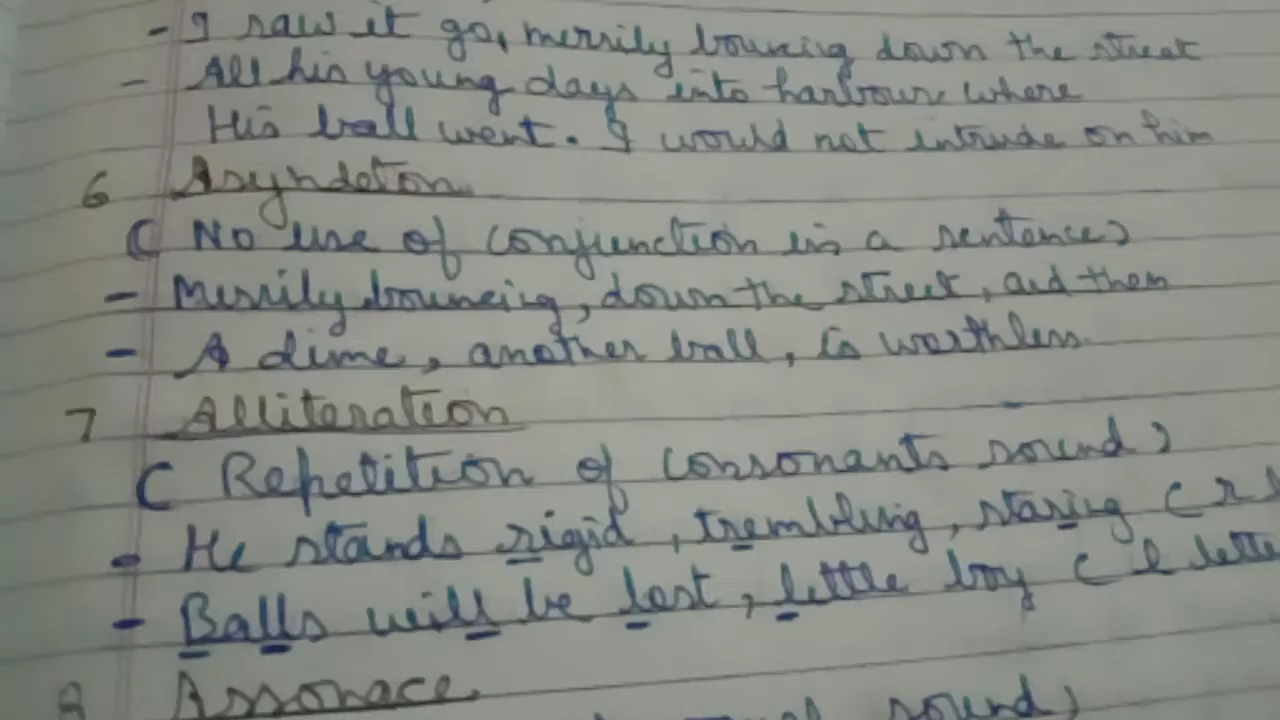 - I saw it go, merrily bouncing down the street
- All his young days into harbour where
His ball went. I would not intrude on him
6 Asyndeton
( No use of conjunction in a sentence)
- Merrily bouncing, down the street, and then
- A dime, another ball, is worthless
7 Alliteration
( Repetition of consonants sound)
- He stands rigid, trembling, staring ( r
- Balls will be lost, little boy ( l lette
8 Assonace
sound)